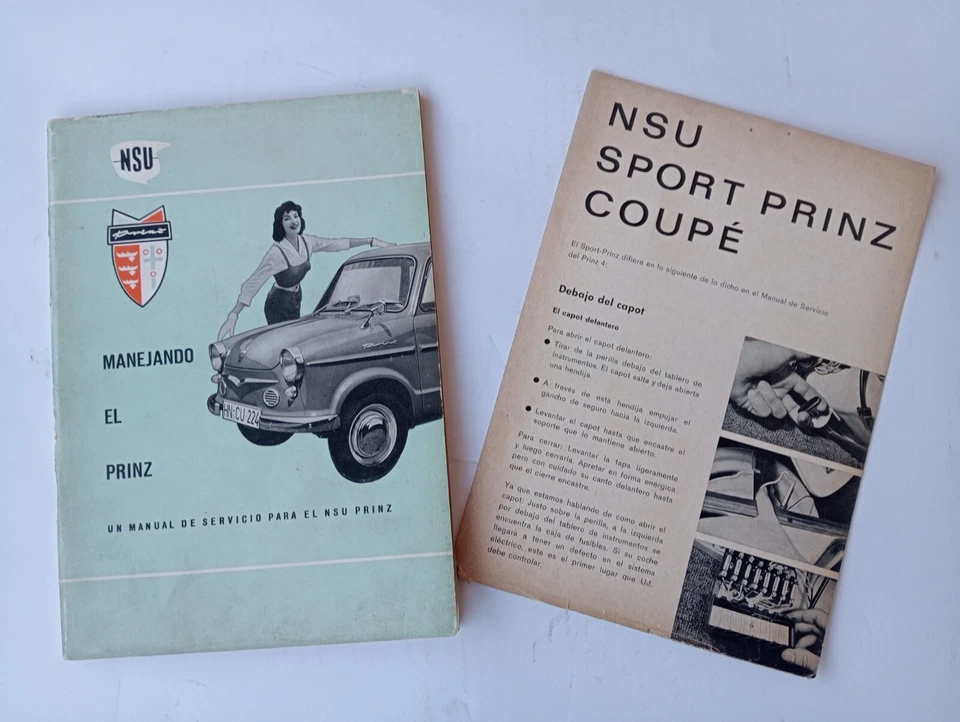 NSU
Prinz
MANEJANDO
EL
PRINZ
UN MANUAL DE SERVICIO PARA EL NSU PRINZ
Prinz
HN-CU 224
NSU
SPORT PRINZ
COUPÉ
El Sport-Prinz difiere en lo siguiente de lo dicho en el Manual de Servicio
del Prinz 4:
Debajo del capot
El capot delantero
Para abrir el capot delantero:
● Tirar de la perilla debajo del tablero de
instrumentos. El capot salta y deja abierta
una hendija.
● A través de esta hendija empujar el
gancho de seguro hacia la izquierda.
● Levantar el capot hasta que encastre el
soporte que lo mantiene abierto.
Para cerrar: Levantar la tapa ligeramente
y luego cerrarla. Apretar en forma enérgica
pero con cuidado su canto delantero hasta
que el cierre encastre.
Ya que estamos hablando de como abrir el
capot: Justo sobre la perilla, a la izquierda
por debajo del tablero de instrumentos se
encuentra la caja de fusibles. Si su coche
llegara a tener un defecto en el sistema
eléctrico, este es el primer lugar que Ud.
debe controlar.